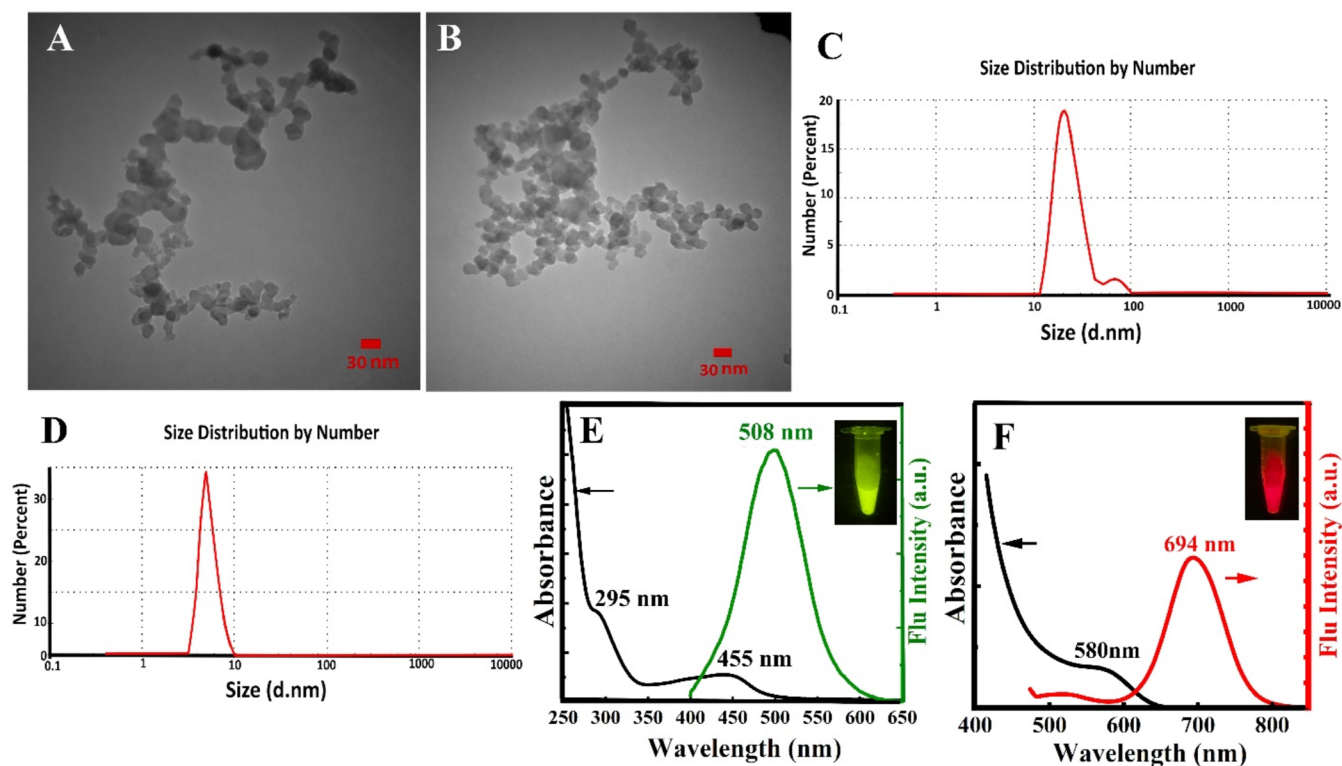 A
30 nm
B
30 nm
C
Size Distribution by Number
Number (Percent)
20
15
10
5
0
0.1
1
10
100
1000
10000
Size (d.nm)
D
Size Distribution by Number
Number (Percent)
30
20
10
0
0.1
1
10
100
1000
10000
Size (d.nm)
E
508 nm
295 nm
455 nm
Absorbance
Flu Intensity (a.u.)
250 300 350 400 450 500 550 600 650
Wavelength (nm)
F
694 nm
580nm
Absorbance
Flu Intensity (a.u.)
400 500 600 700 800
Wavelength (nm)